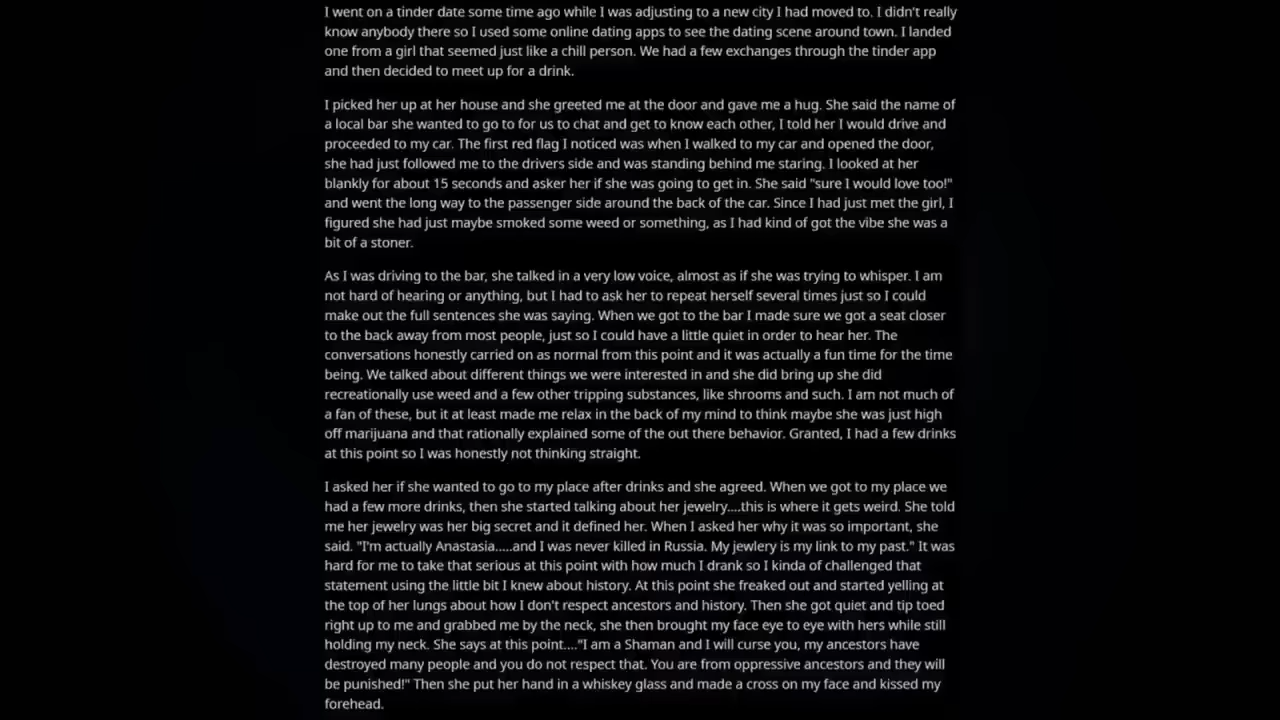 I went on a tinder date some time ago while I was adjusting to a new city I had moved to. I didn't really
know anybody there so I used some online dating apps to see the dating scene around town. I landed
one from a girl that seemed just like a chill person. We had a few exchanges through the tinder app
and then decided to meet up for a drink.
I picked her up at her house and she greeted me at the door and gave me a hug. She said the name of
a local bar she wanted to go to for us to chat and get to know each other, I told her I would drive and
proceeded to my car. The first red flag I noticed was when I walked to my car and opened the door,
she had just followed me to the drivers side and was standing behind me staring. I looked at her
blankly for about 15 seconds and asker her if she was going to get in. She said "sure I would love too!"
and went the long way to the passenger side around the back of the car. Since I had just met the girl, I
figured she had just maybe smoked some weed or something, as I had kind of got the vibe she was a
bit of a stoner.
As I was driving to the bar, she talked in a very low voice, almost as if she was trying to whisper. I am
not hard of hearing or anything, but I had to ask her to repeat herself several times just so I could
make out the full sentences she was saying. When we got to the bar I made sure we got a seat closer
to the back away from most people, just so I could have a little quiet in order to hear her. The
conversations honestly carried on as normal from this point and it was actually a fun time for the time
being. We talked about different things we were interested in and she did bring up she did
recreationally use weed and a few other tripping substances, like shrooms and such. I am not much of
a fan of these, but it at least made me relax in the back of my mind to think maybe she was just high
off marijuana and that rationally explained some of the out there behavior. Granted, I had a few drinks
at this point so I was honestly not thinking straight.
I asked her if she wanted to go to my place after drinks and she agreed. When we got to my place we
had a few more drinks, then she started talking about her jewelry....this is where it gets weird. She told
me her jewelry was her big secret and it defined her. When I asked her why it was so important, she
said. "I'm actually Anastasia.....and I was never killed in Russia. My jewlery is my link to my past." It was
hard for me to take that serious at this point with how much I drank so I kinda of challenged that
statement using the little bit I knew about history. At this point she freaked out and started yelling at
the top of her lungs about how I don't respect ancestors and history. Then she got quiet and tip toed
right up to me and grabbed me by the neck, she then brought my face eye to eye with hers while still
holding my neck. She says at this point...."I am a Shaman and I will curse you, my ancestors have
destroyed many people and you do not respect that. You are from oppressive ancestors and they will
be punished!" Then she put her hand in a whiskey glass and made a cross on my face and kissed my
forehead.